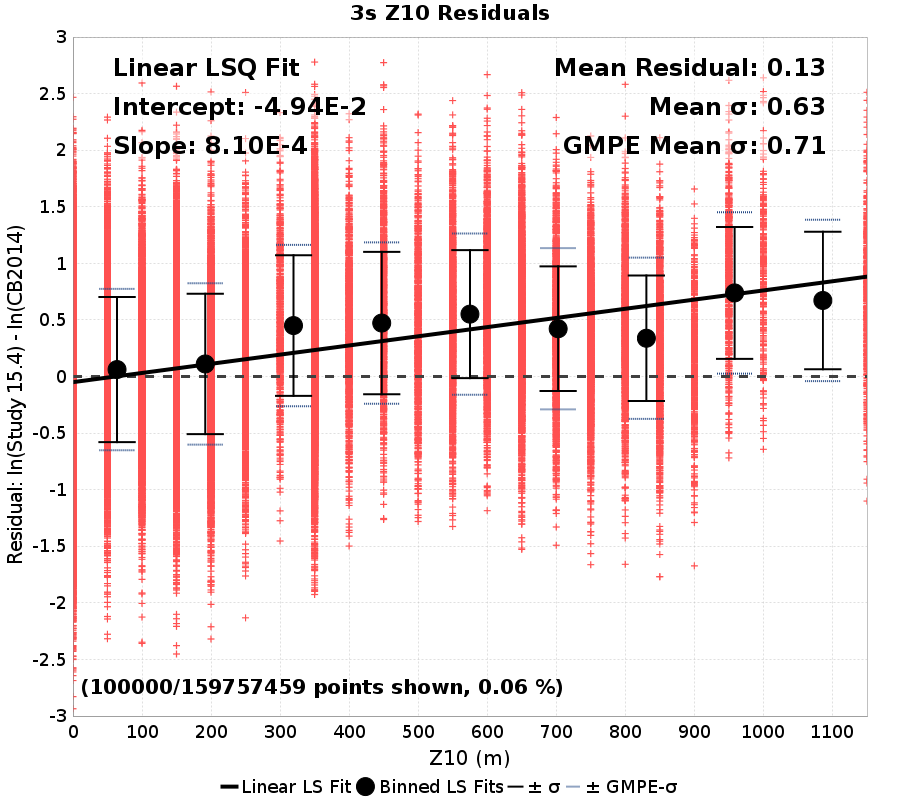 3s Z10 Residuals
Linear LSQ Fit
Intercept: -4.94E-2
Slope: 8.10E-4
Mean Residual: 0.13
Mean σ: 0.63
GMPE Mean σ: 0.71
Residual: ln(Study 15.4) - ln(CB2014)
3
2.5
2
1.5
1
0.5
0
-0.5
-1
-1.5
-2
-2.5
-3
(100000/159757459 points shown, 0.06 %)
0 100 200 300 400 500 600 700 800 900 1000 1100
Z10 (m)
Linear LS Fit Binned LS Fits ± σ ± GMPE-σ